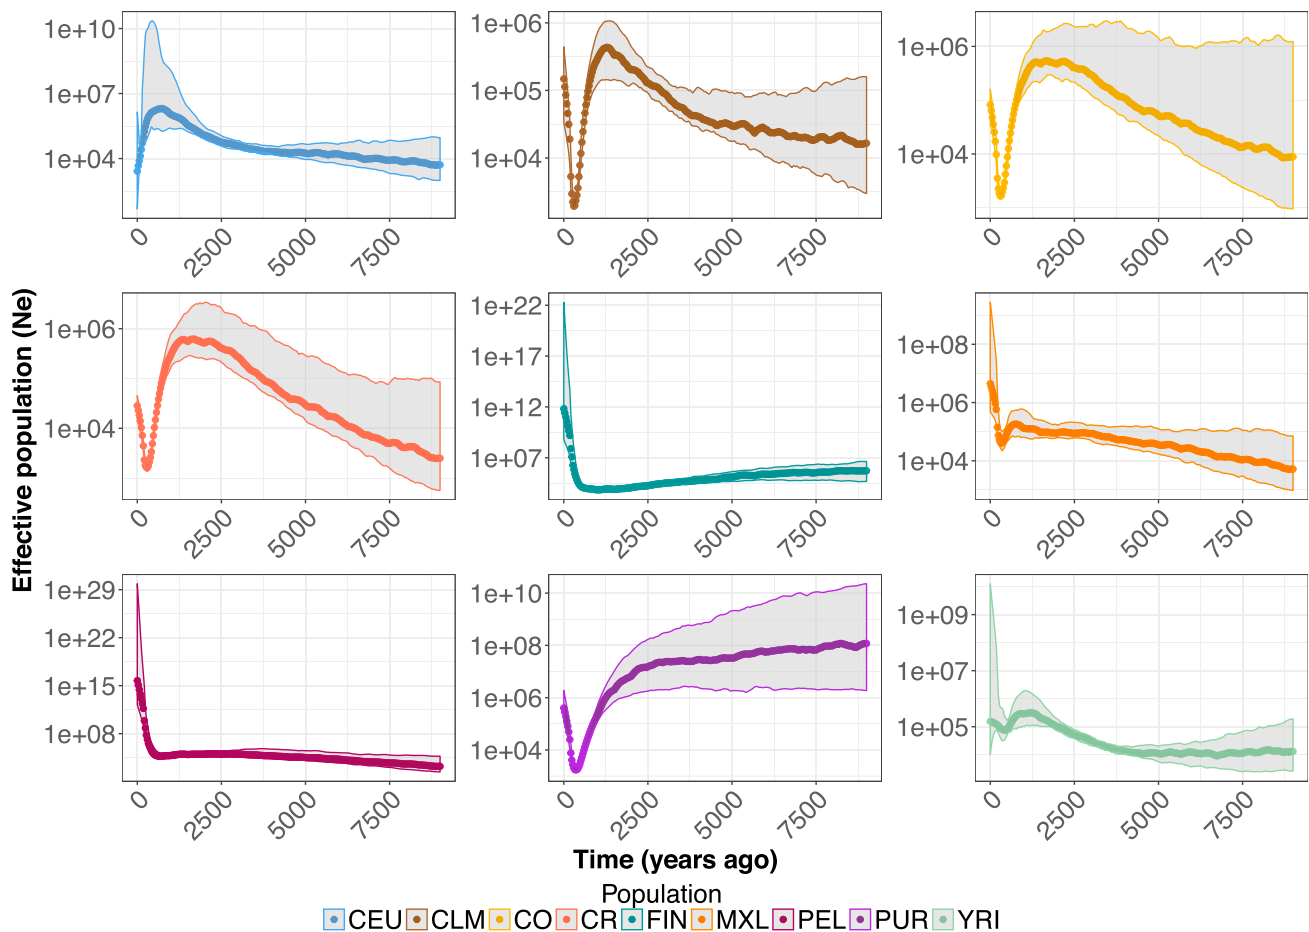 1e+10
1e+07
1e+04
0 2500 5000 7500
1e+06
1e+05
1e+04
0 2500 5000 7500
1e+06
1e+04
0 2500 5000 7500
Effective population (Ne)
1e+06
1e+04
0 2500 5000 7500
1e+22
1e+17
1e+12
1e+07
0 2500 5000 7500
1e+08
1e+06
1e+04
0 2500 5000 7500
1e+29
1e+22
1e+15
1e+08
0 2500 5000 7500
1e+10
1e+08
1e+06
1e+04
0 2500 5000 7500
1e+09
1e+07
1e+05
0 2500 5000 7500
Time (years ago)
Population
CEU CLM CO CR FIN MXL PEL PUR YRI